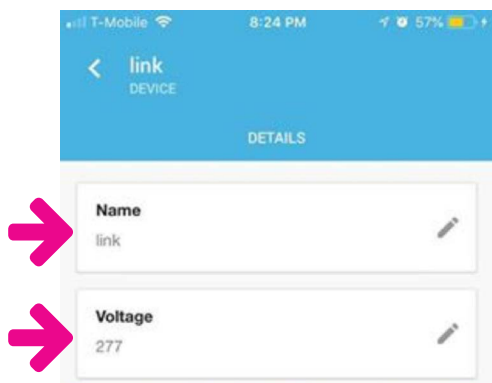 T-Mobile 8:24 PM 57%
link
DEVICE
DETAILS
Name
link
Voltage
277